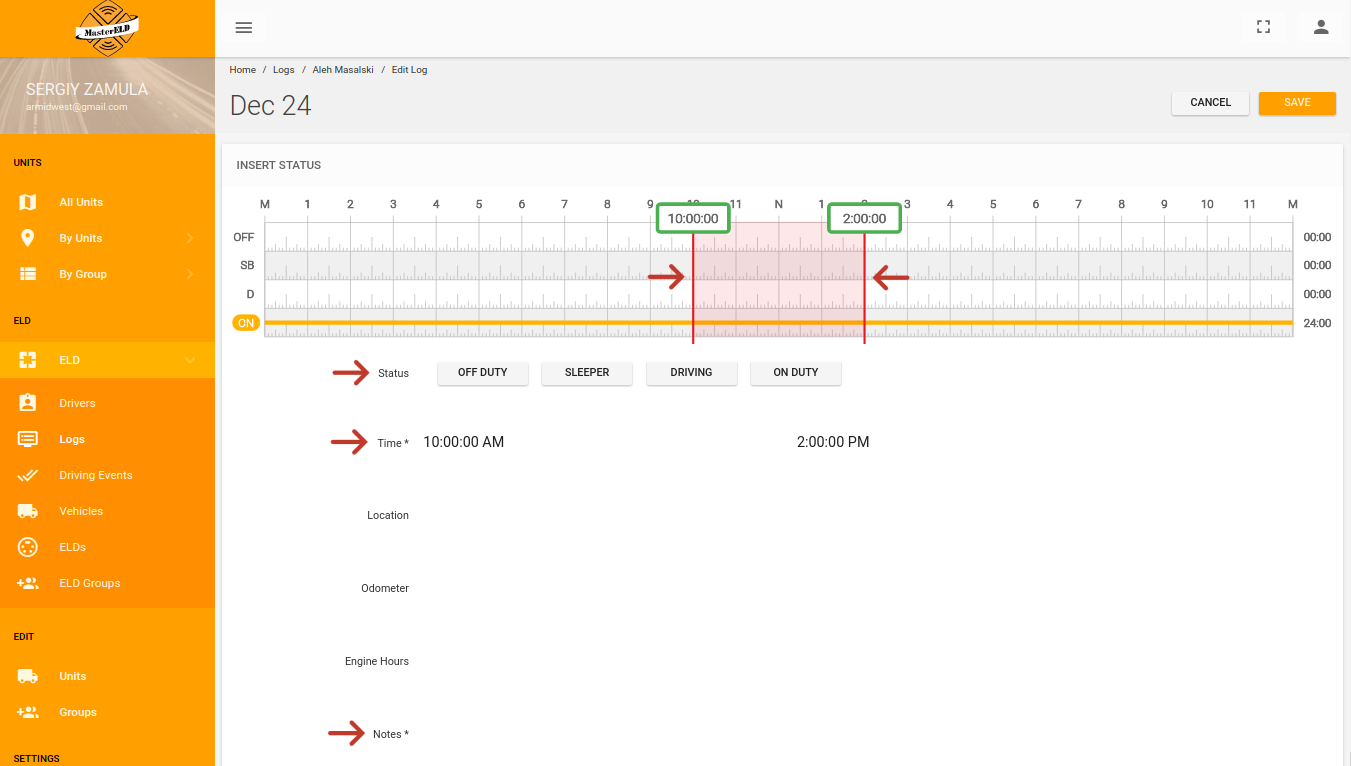 MasterELD
SERGIY ZAMULA
armidwest@gmail.com
UNITS
All Units
By Units
By Group
ELD
ELD
Drivers
Logs
Driving Events
Vehicles
ELDs
ELD Groups
EDIT
Units
Groups
SETTINGS
Home / Logs / Aleh Masalski / Edit Log
Dec 24
CANCEL
SAVE
INSERT STATUS
M 1 2 3 4 5 6 7 8 9 10 11 N 1 2 3 4 5 6 7 8 9 10 11 M
10:00:00 2:00:00
OFF 00:00
SB 00:00
D 00:00
ON 24:00
Status OFF DUTY SLEEPER DRIVING ON DUTY
Time * 10:00:00 AM 2:00:00 PM
Location
Odometer
Engine Hours
Notes *